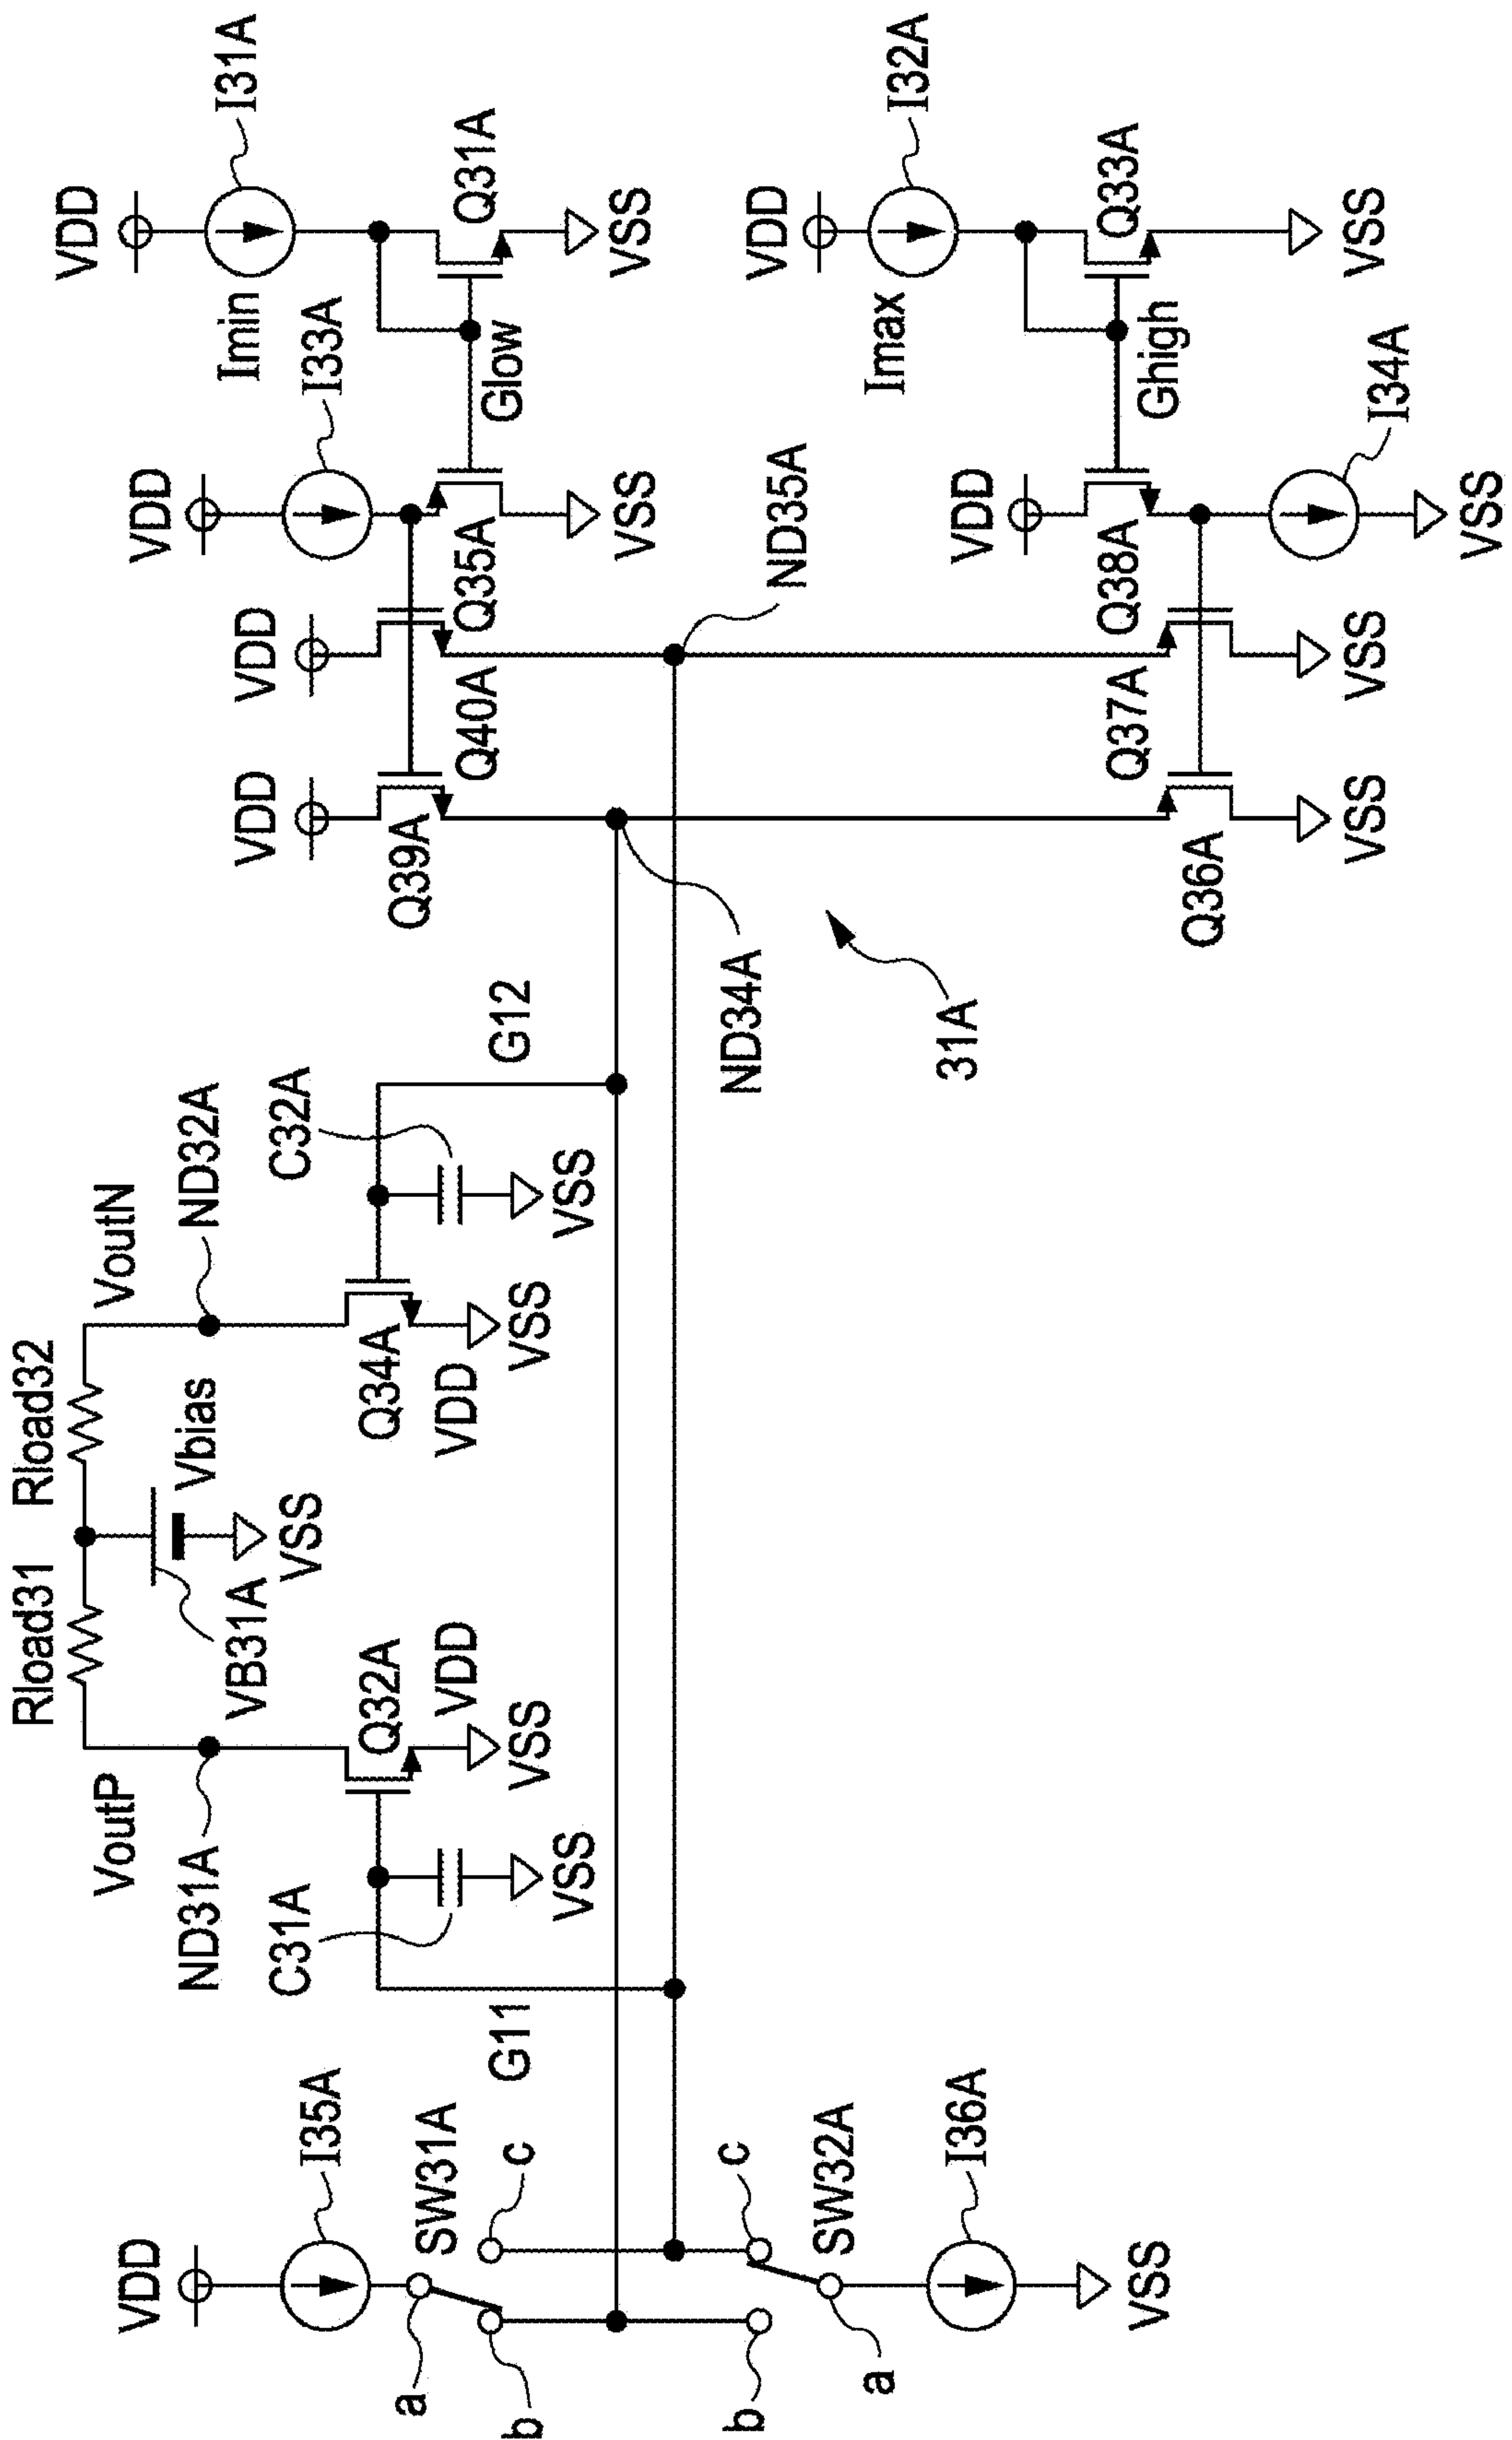 I35A
VDD
SW31A
a
b
c
c
b
a
SW32A
I36A
VSS
G11
VoutP
ND31A
C31A
VSS
Q32A
VDD
VSS
Rload31
VB31A
VSS
Vbias
Rload32
VoutN
ND32A
Q34A
VDD
VSS
C32A
VSS
G12
ND34A
31A
ND35A
VDD
Q39A
VDD
Q40A
VDD
I33A
Q35A
VSS
Glow
VDD
I31A
Imin
Q31A
VSS
Q36A
VSS
Q37A
VSS
VDD
Q38A
I34A
VSS
Ghigh
VDD
I32A
Imax
Q33A
VSS